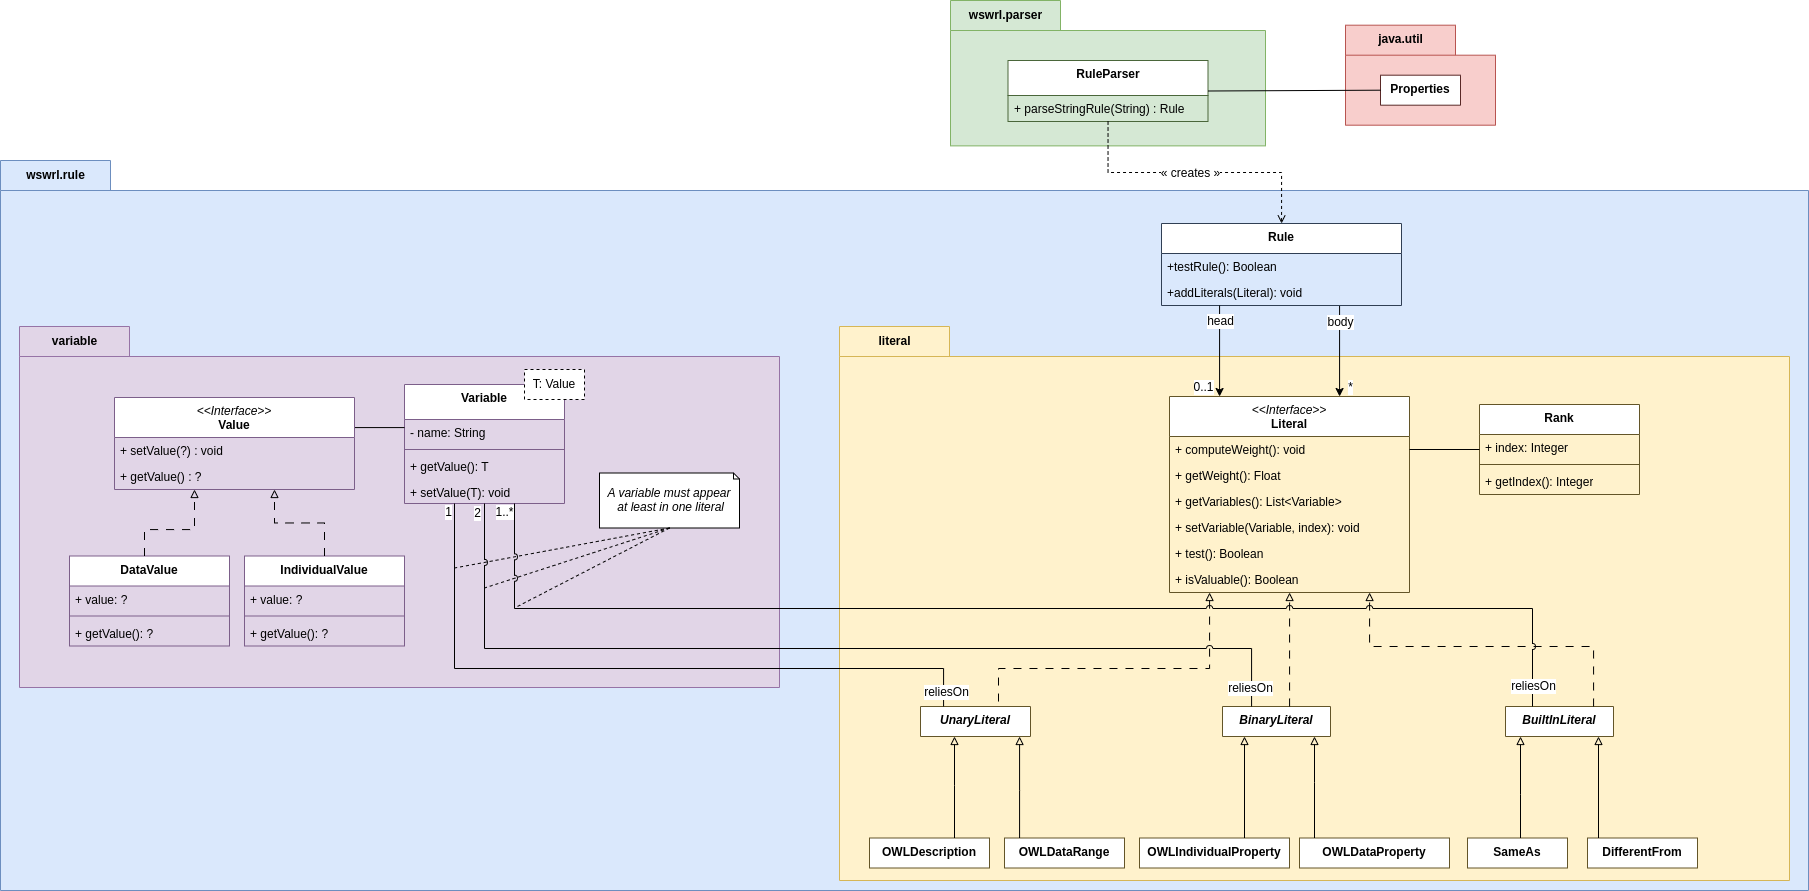 wswrl.parser
java.util
RuleParser
+ parseStringRule(String) : Rule
Properties
wswrl.rule
« creates »
Rule
+testRule(): Boolean
+addLiterals(Literal): void
head
body
0..1
*
variable
T: Value
<<Interface>>
Value
+ setValue(?) : void
+ getValue() : ?
Variable
- name: String
+ getValue(): T
+ setValue(T): void
1
2
1..*
A variable must appear
at least in one literal
DataValue
+ value: ?
+ getValue(): ?
IndividualValue
+ value: ?
+ getValue(): ?
literal
<<Interface>>
Literal
+ computeWeight(): void
+ getWeight(): Float
+ getVariables(): List<Variable>
+ setVariable(Variable, index): void
+ test(): Boolean
+ isValuable(): Boolean
Rank
+ index: Integer
+ getIndex(): Integer
reliesOn
reliesOn
reliesOn
UnaryLiteral
BinaryLiteral
BuiltInLiteral
OWLDescription
OWLDataRange
OWLIndividualProperty
OWLDataProperty
SameAs
DifferentFrom